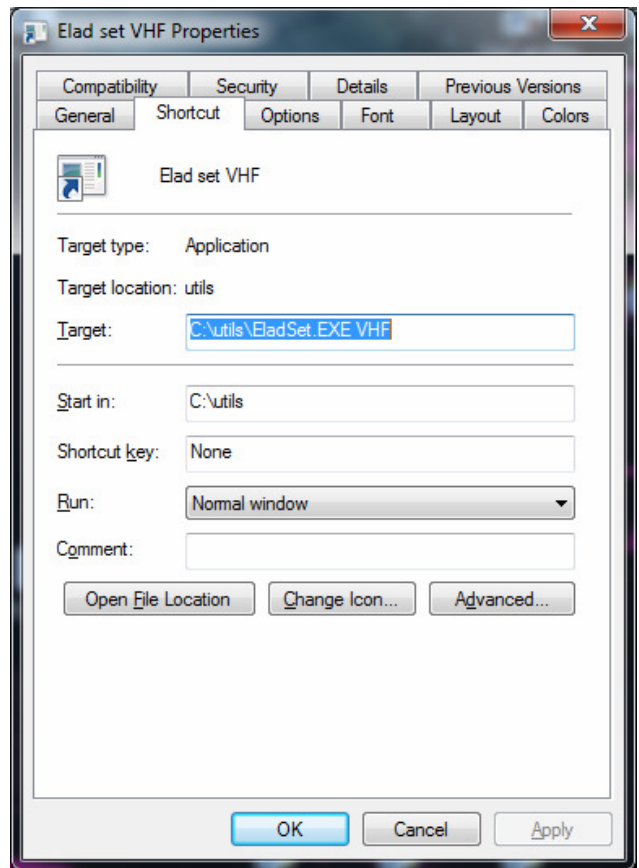 Elad set VHF Properties
Compatibility Security Details Previous Versions
General Shortcut Options Font Layout Colors
Elad set VHF
Target type: Application
Target location: utils
Target: C:\utils\EladSet.EXE VHF
Start in: C:\utils
Shortcut key: None
Run: Normal window
Comment:
Open File Location Change Icon... Advanced...
OK Cancel Apply